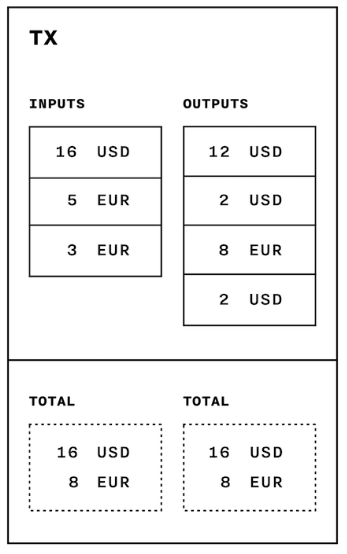 TX
INPUTS
16 USD
5 EUR
3 EUR
OUTPUTS
12 USD
2 USD
8 EUR
2 USD
TOTAL
16 USD
8 EUR
TOTAL
16 USD
8 EUR